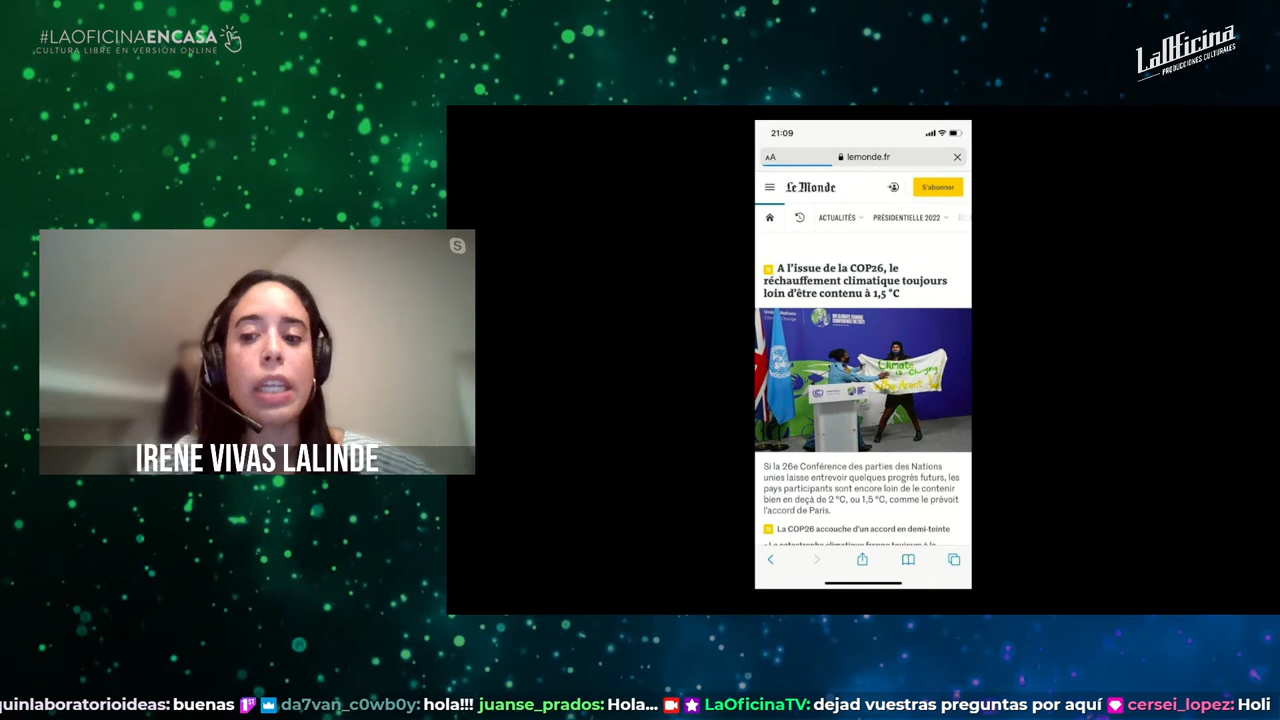 #LAOFICINAENCASA
CULTURA LIBRE EN VERSIÓN ONLINE
LaOficina
PRODUCCIONES CULTURALES
21:09
AA
lemonde.fr
Le Monde
S'abonner
ACTUALITÉS
PRÉSIDENTIELLE 2022
A l'issue de la COP26, le
réchauffement climatique toujours
loin d'être contenu à 1,5 °C
Climate
is Changing
Why Arent
Si la 26e Conférence des parties des Nations
unies laisse entrevoir quelques progrès futurs, les
pays participants sont encore loin de le contenir
bien en deçà de 2 °C, ou 1,5 °C, comme le prévoit
l'accord de Paris.
La COP26 accouche d'un accord en demi-teinte
IRENE VIVAS LALINDE
quinlaboratorioideas: buenas 1st da7van_c0wb0y: hola!!! juanse_prados: Hola... LaOficinaTV: dejad vuestras preguntas por aquí cersei_lopez: Holi